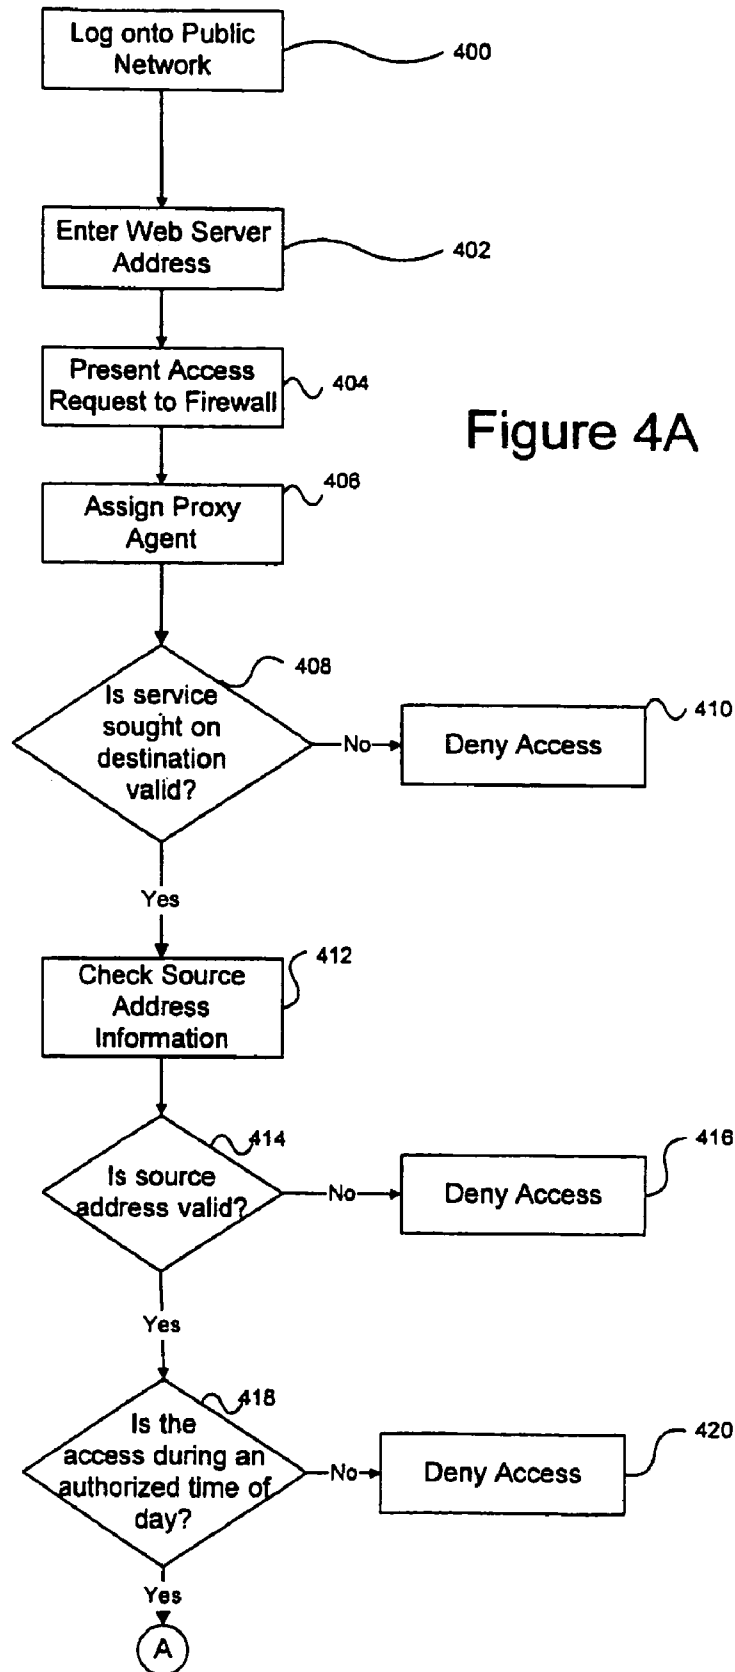 Log onto Public
Network
400
Enter Web Server
Address
402
Present Access
Request to Firewall
404
Figure 4A
406
Assign Proxy
Agent
408
Is service
sought on
destination
valid?
No
Deny Access
410
Yes
412
Check Source
Address
Information
414
Is source
address valid?
No
Deny Access
416
Yes
418
Is the
access during an
authorized time of
day?
No
Deny Access
420
Yes
A